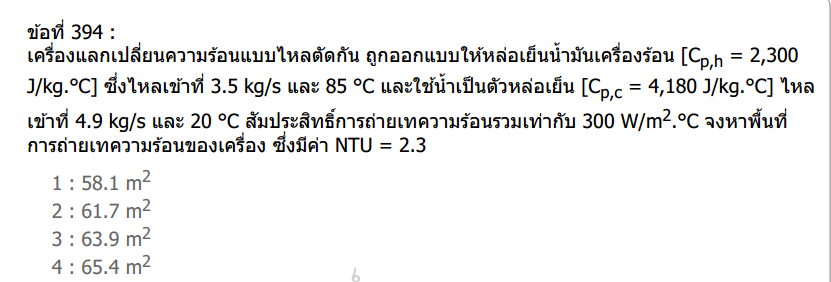 ข้อที่ 394 :
เครื่องแลกเปลี่ยนความร้อนแบบไหลตัดกัน ถูกออกแบบให้หล่อเย็นน้ำมันเครื่องร้อน [Cp,h = 2,300
J/kg.°C] ซึ่งไหลเข้าที่ 3.5 kg/s และ 85 °C และใช้น้ำเป็นตัวหล่อเย็น [Cp,c = 4,180 J/kg.°C] ไหล
เข้าที่ 4.9 kg/s และ 20 °C สัมประสิทธิ์การถ่ายเทความร้อนรวมเท่ากับ 300 W/m2.°C จงหาพื้นที่
การถ่ายเทความร้อนของเครื่อง ซึ่งมีค่า NTU = 2.3
1 : 58.1 m2
2 : 61.7 m2
3 : 63.9 m2
4 : 65.4 m2